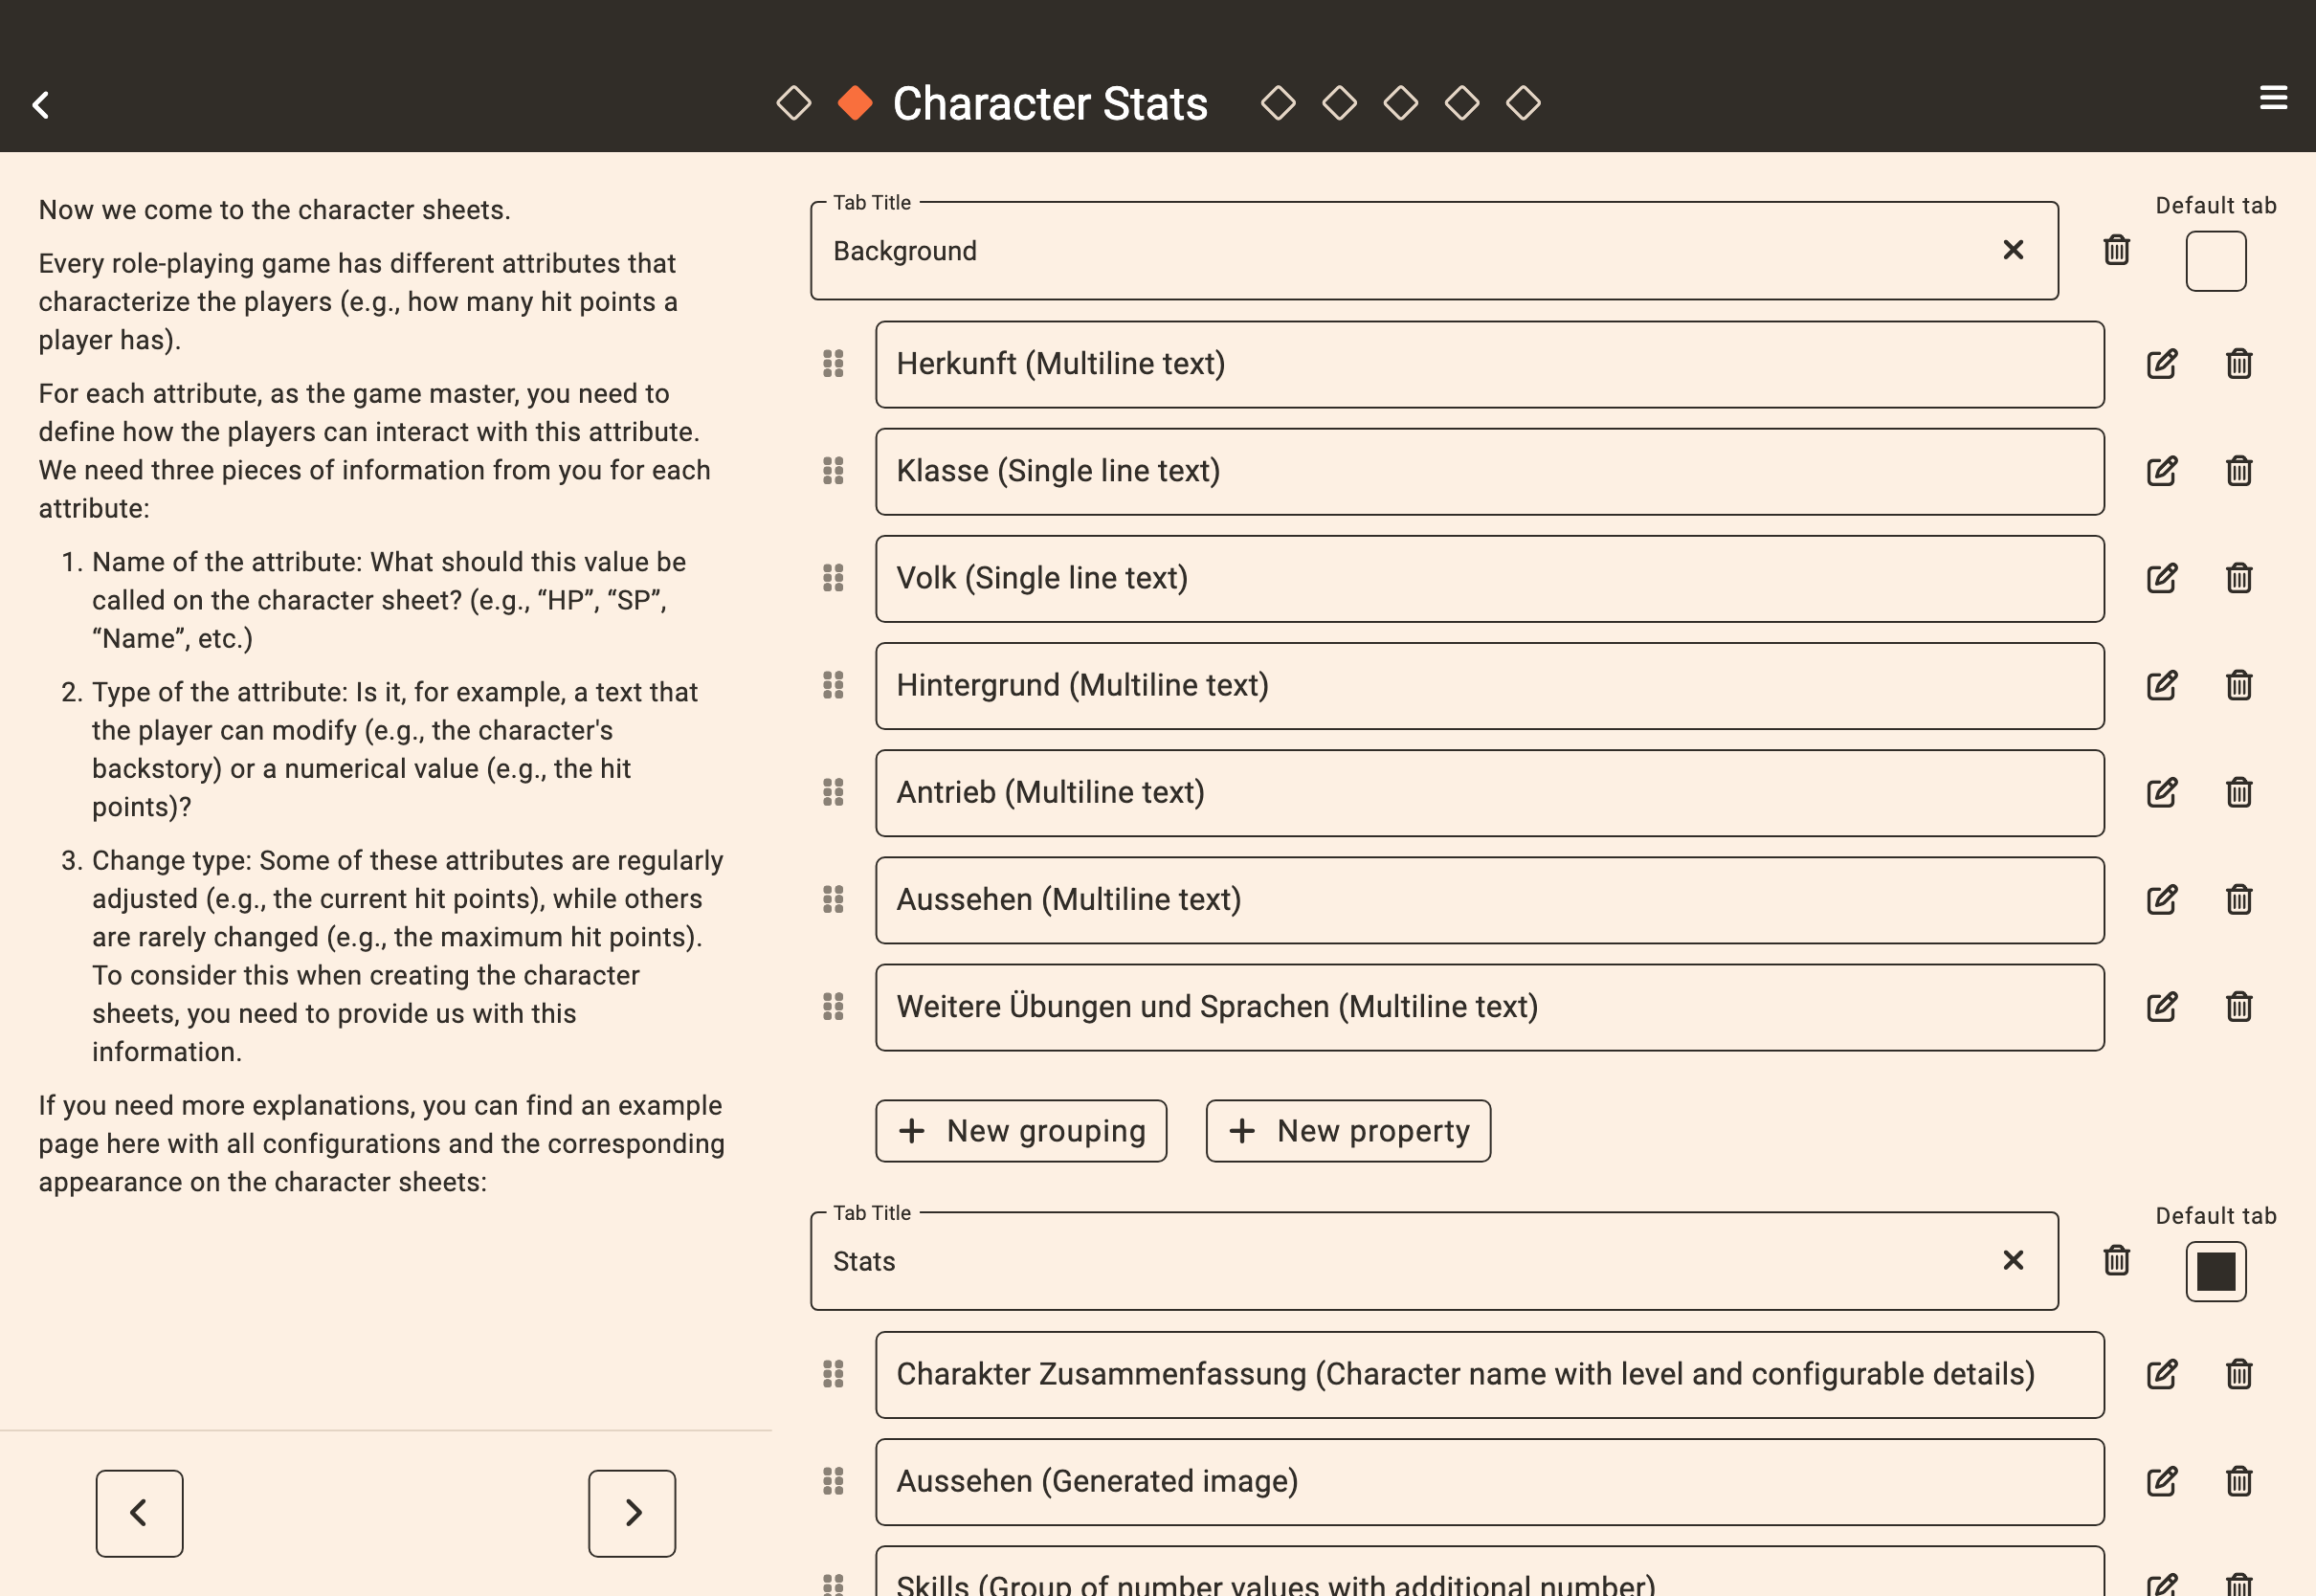 Character Stats
Now we come to the character sheets.
Every role-playing game has different attributes that
characterize the players (e.g., how many hit points a
player has).
For each attribute, as the game master, you need to
define how the players can interact with this attribute.
We need three pieces of information from you for each
attribute:
1. Name of the attribute: What should this value be
called on the character sheet? (e.g., “HP”, “SP”,
“Name”, etc.)
2. Type of the attribute: Is it, for example, a text that
the player can modify (e.g., the character's
backstory) or a numerical value (e.g., the hit
points)?
3. Change type: Some of these attributes are regularly
adjusted (e.g., the current hit points), while others
are rarely changed (e.g., the maximum hit points).
To consider this when creating the character
sheets, you need to provide us with this
information.
If you need more explanations, you can find an example
page here with all configurations and the corresponding
appearance on the character sheets:
Tab Title
Background
Default tab
Herkunft (Multiline text)
Klasse (Single line text)
Volk (Single line text)
Hintergrund (Multiline text)
Antrieb (Multiline text)
Aussehen (Multiline text)
Weitere Übungen und Sprachen (Multiline text)
New grouping
New property
Tab Title
Stats
Default tab
Charakter Zusammenfassung (Character name with level and configurable details)
Aussehen (Generated image)
Skills (Group of number values with additional number)